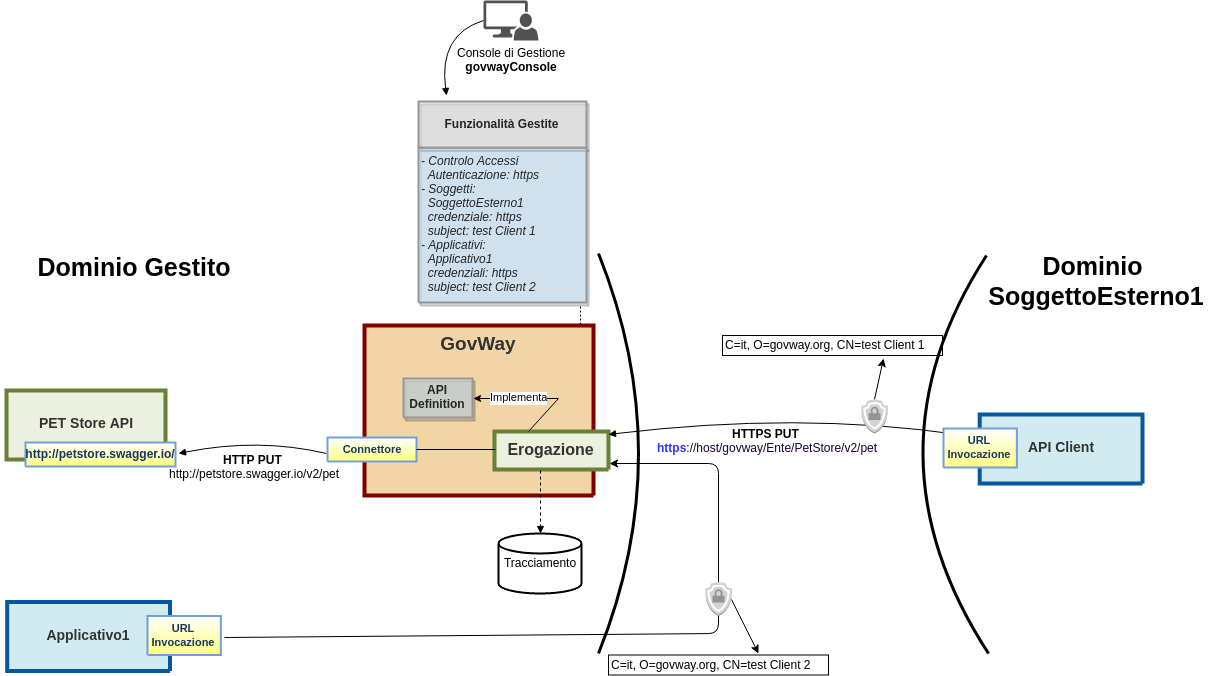 Console di Gestione
govwayConsole
Funzionalità Gestite
- Controlo Accessi
Autenticazione: https
- Soggetti:
SoggettoEsterno1
credenziale: https
subject: test Client 1
- Applicativi:
Applicativo1
credenziali: https
subject: test Client 2
Dominio Gestito
Dominio
SoggettoEsterno1
GovWay
C=it, O=govway.org, CN=test Client 1
API
Definition
Implementa
PET Store API
http://petstore.swagger.io/
HTTP PUT
http://petstore.swagger.io/v2/pet
Connettore
Erogazione
HTTPS PUT
https://host/govway/Ente/PetStore/v2/pet
URL
Invocazione
API Client
Tracciamento
Applicativo1
URL
Invocazione
C=it, O=govway.org, CN=test Client 2